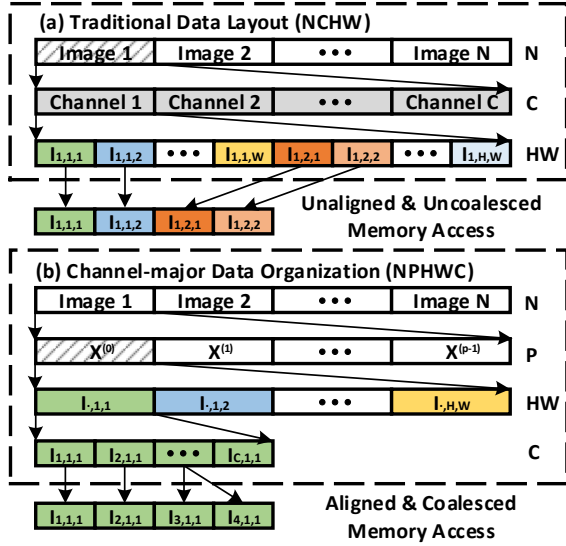 (a) Traditional Data Layout (NCHW)
Image 1 Image 2 ••• Image N N
Channel 1 Channel 2 ••• Channel C C
I1,1,1 I1,1,2 ••• I1,1,W I1,2,1 I1,2,2 ••• I1,H,W HW
I1,1,1 I1,1,2 I1,2,1 I1,2,2
Unaligned & Uncoalesced
Memory Access
(b) Channel-major Data Organization (NPHWC)
Image 1 Image 2 ••• Image N N
X(0) X(1) ••• X(p-1) P
I·,1,1 I·,1,2 ••• I·,H,W HW
I1,1,1 I2,1,1 ••• IC,1,1 C
I1,1,1 I2,1,1 I3,1,1 I4,1,1
Aligned & Coalesced
Memory Access